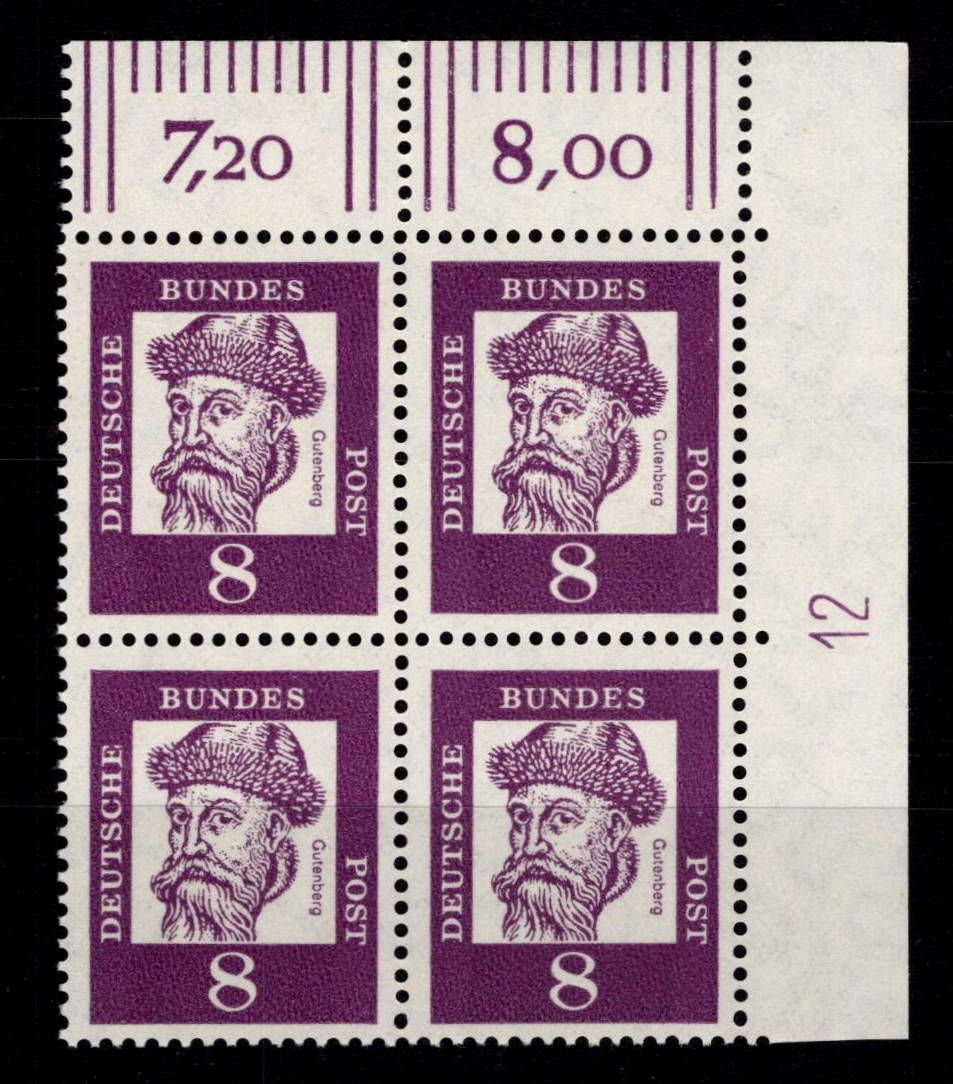 7,20
8,00
BUNDES
DEUTSCHE
POST
Gutenberg
8
BUNDES
DEUTSCHE
POST
Gutenberg
8
12
BUNDES
DEUTSCHE
POST
Gutenberg
8
BUNDES
DEUTSCHE
POST
Gutenberg
8